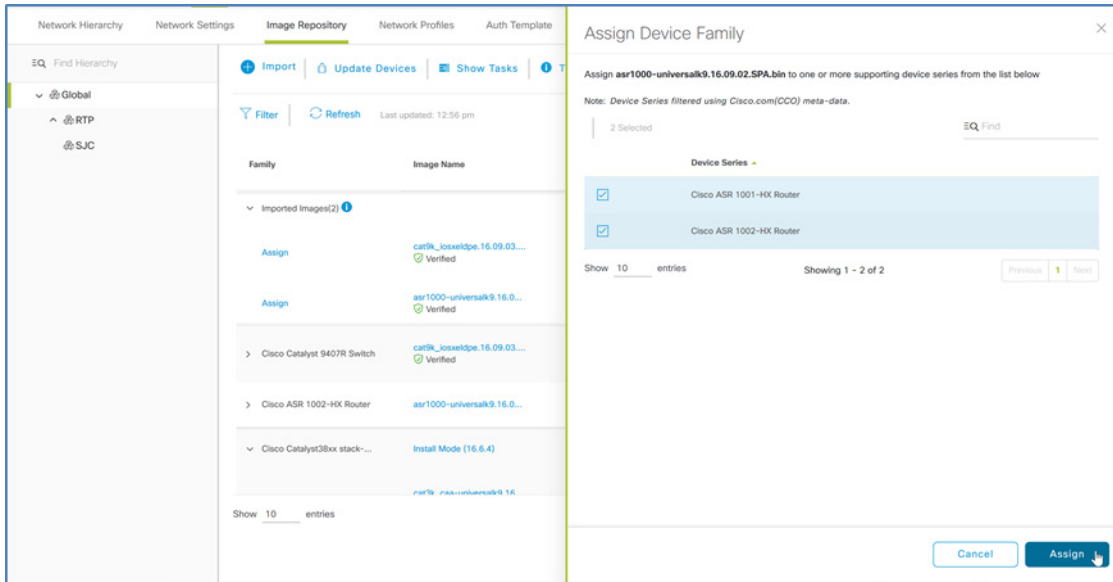 Network Hierarchy Network Settings Image Repository Network Profiles Auth Template
Find Hierarchy
Global
RTP
SJC
Import Update Devices Show Tasks T
Filter Refresh Last updated: 12:56 pm
Family Image Name
Imported Images(2)
Assign cat9k_iosxeldpe.16.09.03....
Verified
Assign asr1000-universalk9.16.0...
Verified
Cisco Catalyst 9407R Switch cat9k_iosxeldpe.16.09.03....
Verified
Cisco ASR 1002-HX Router asr1000-universalk9.16.0...
Cisco Catalyst38xx stack-... Install Mode (16.6.4)
cat3k_caa-universalk9.16
Show 10 entries
Assign Device Family
Assign asr1000-universalk9.16.09.02.SPA.bin to one or more supporting device series from the list below
Note: Device Series filtered using Cisco.com(CCO) meta-data.
2 Selected Find
Device Series
Cisco ASR 1001-HX Router
Cisco ASR 1002-HX Router
Show 10 entries Showing 1 - 2 of 2 Previous 1 Next
Cancel Assign